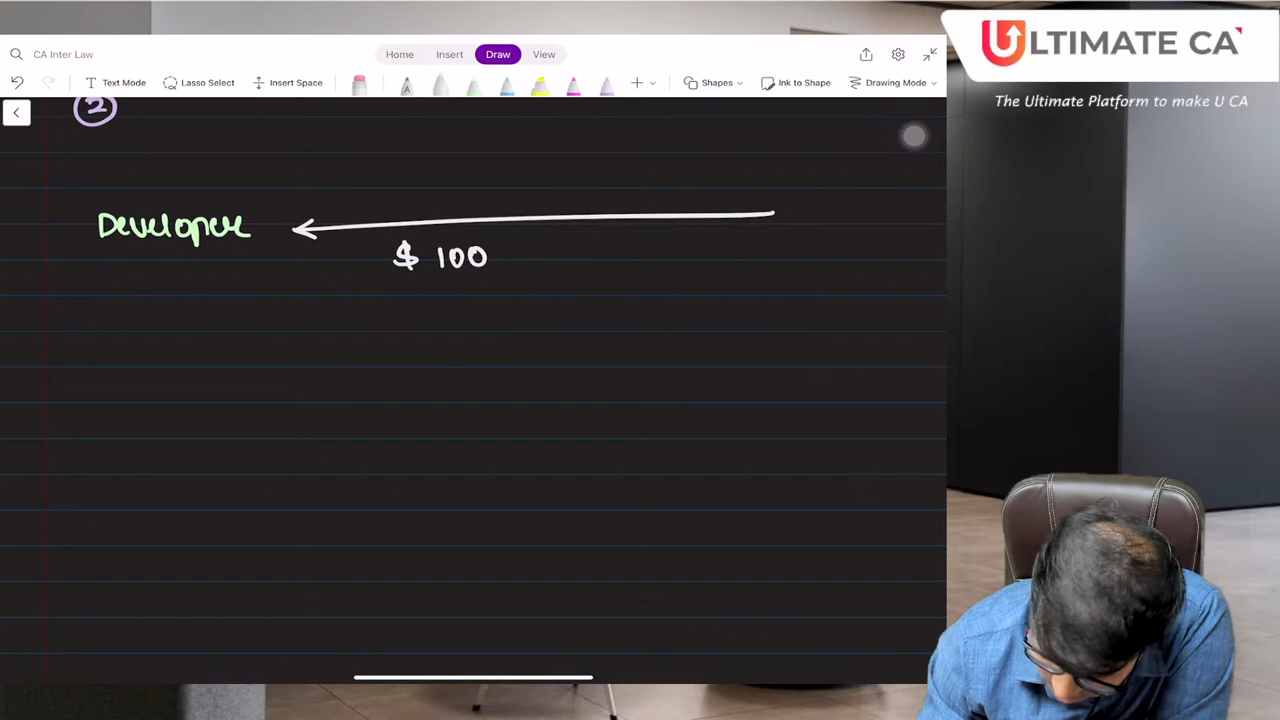 CA Inter Law
Home Insert Draw View
Text Mode Lasso Select Insert Space Shapes Ink to Shape Drawing Mode
2
Developer
$ 100
ULTIMATE CA
The Ultimate Platform to make U CA